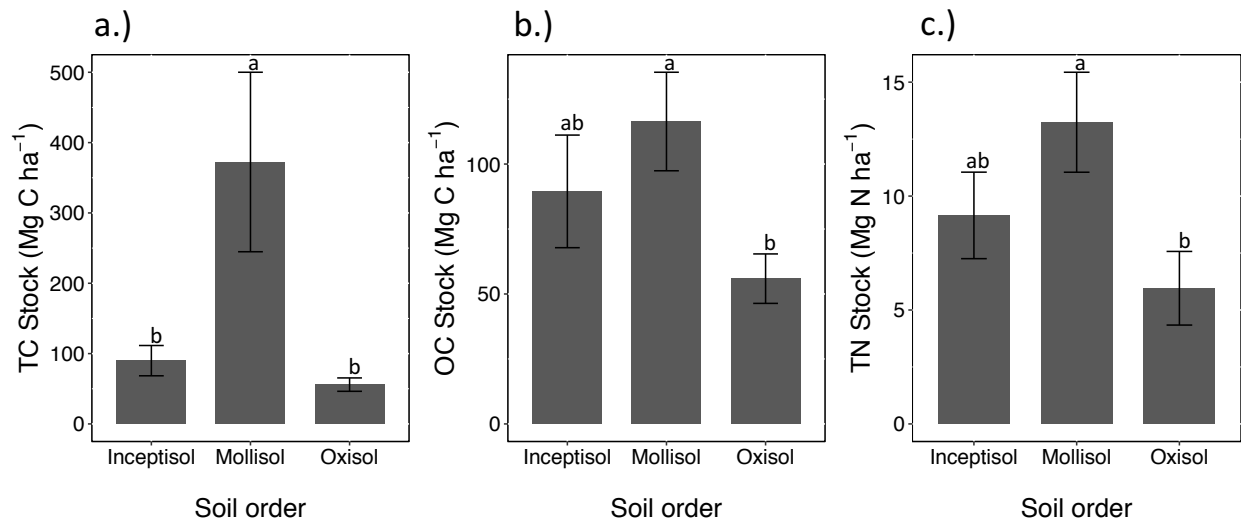 a.)
TC Stock (Mg C ha⁻¹)
500
400
300
200
100
0
b
a
b
Inceptisol Mollisol Oxisol
Soil order
b.)
OC Stock (Mg C ha⁻¹)
100
50
0
ab
a
b
Inceptisol Mollisol Oxisol
Soil order
c.)
TN Stock (Mg N ha⁻¹)
15
10
5
0
ab
a
b
Inceptisol Mollisol Oxisol
Soil order